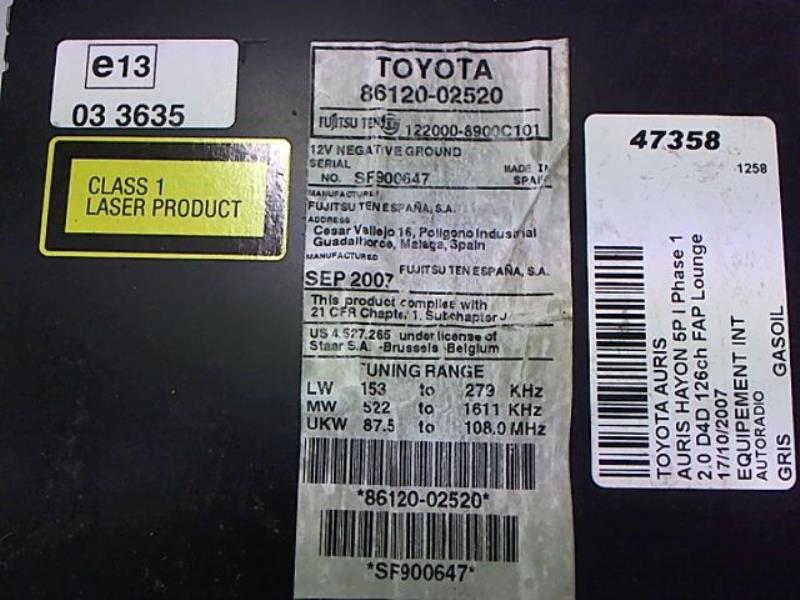 e13
03 3635
CLASS 1
LASER PRODUCT
TOYOTA
86120-02520
FUJITSU TEN 122000-8900C101
12V NEGATIVE GROUND
SERIAL
NO. SF900647
MADE IN
SPAIN
MANUFACTURER
FUJITSU TEN ESPAÑA, S.A.
ADDRESS
Cesar Vallejo 16, Poligono Industrial
Guadalhorce, Malaga, Spain
MANUFACTURED
FUJITSU TEN ESPAÑA, S.A.
SEP 2007
This product complies with
21 CFR Chapter 1, Subchapter J
US 4.527.265 under license of
Staar S.A. -Brussels -Belgium
TUNING RANGE
LW 153 to 279 KHz
MW 522 to 1611 KHz
UKW 87.5 to 108.0 MHz
*86120-02520*
*SF900647*
47358
1258
TOYOTA AURIS
AURIS HAYON 5P I Phase 1
2.0 D4D 126ch FAP Lounge
17/10/2007
EQUIPEMENT INT
AUTORADIO
GRIS GASOIL